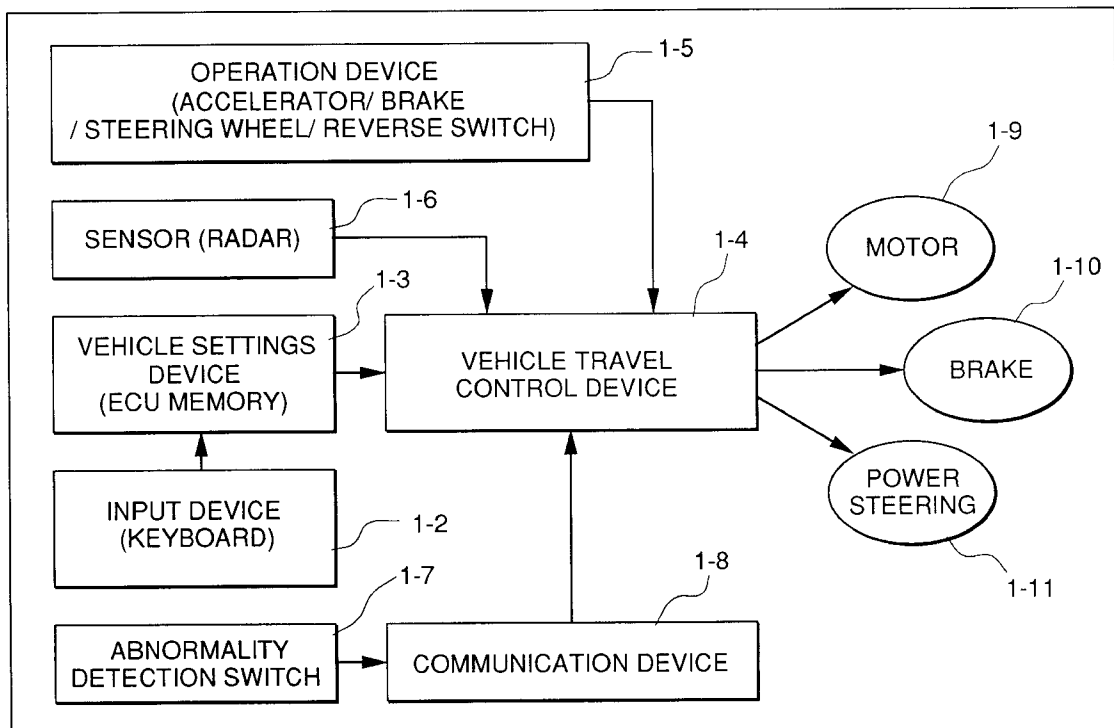 1-5
OPERATION DEVICE
(ACCELERATOR/ BRAKE
/ STEERING WHEEL/ REVERSE SWITCH)
1-6
SENSOR (RADAR)
1-3
VEHICLE SETTINGS
DEVICE
(ECU MEMORY)
INPUT DEVICE
(KEYBOARD)
1-2
1-7
ABNORMALITY
DETECTION SWITCH
1-4
VEHICLE TRAVEL
CONTROL DEVICE
1-8
COMMUNICATION DEVICE
1-9
MOTOR
1-10
BRAKE
POWER
STEERING
1-11